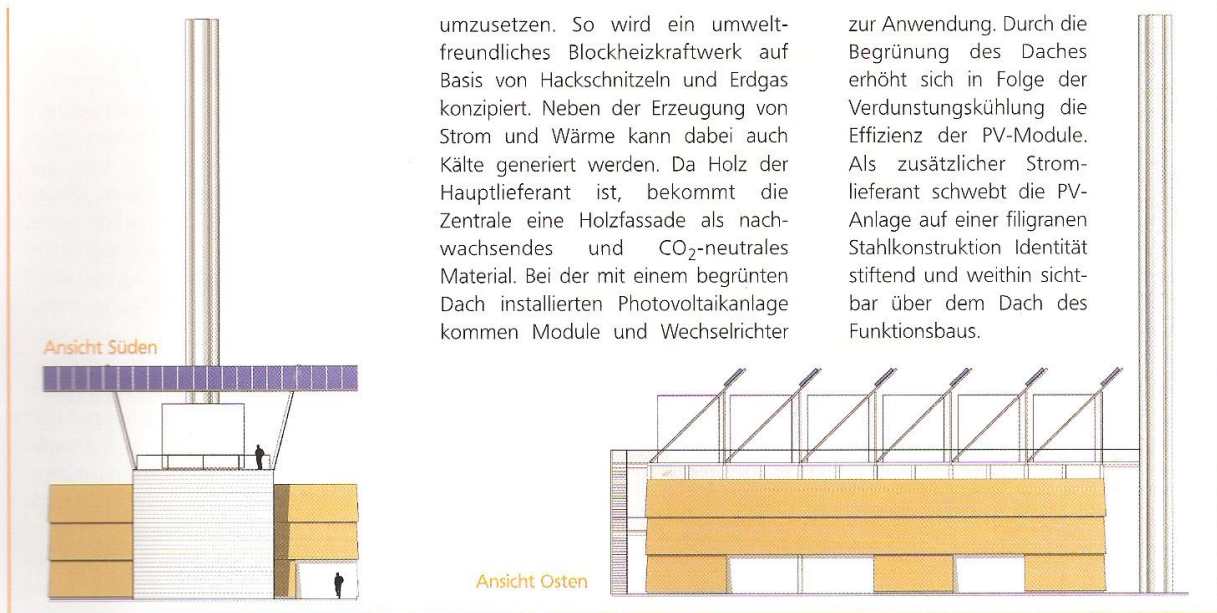 umzusetzen. So wird ein umwelt-
freundliches Blockheizkraftwerk auf
Basis von Hackschnitzeln und Erdgas
konzipiert. Neben der Erzeugung von
Strom und Wärme kann dabei auch
Kälte generiert werden. Da Holz der
Hauptlieferant ist, bekommt die
Zentrale eine Holzfassade als nach-
wachsendes und CO₂-neutrales
Material. Bei der mit einem begrünten
Dach installierten Photovoltaikanlage
kommen Module und Wechselrichter
zur Anwendung. Durch die
Begrünung des Daches
erhöht sich in Folge der
Verdunstungskühlung die
Effizienz der PV-Module.
Als zusätzlicher Strom-
lieferant schwebt die PV-
Anlage auf einer filigranen
Stahlkonstruktion Identität
stiftend und weithin sicht-
bar über dem Dach des
Funktionsbaus.
Ansicht Süden
Ansicht Osten